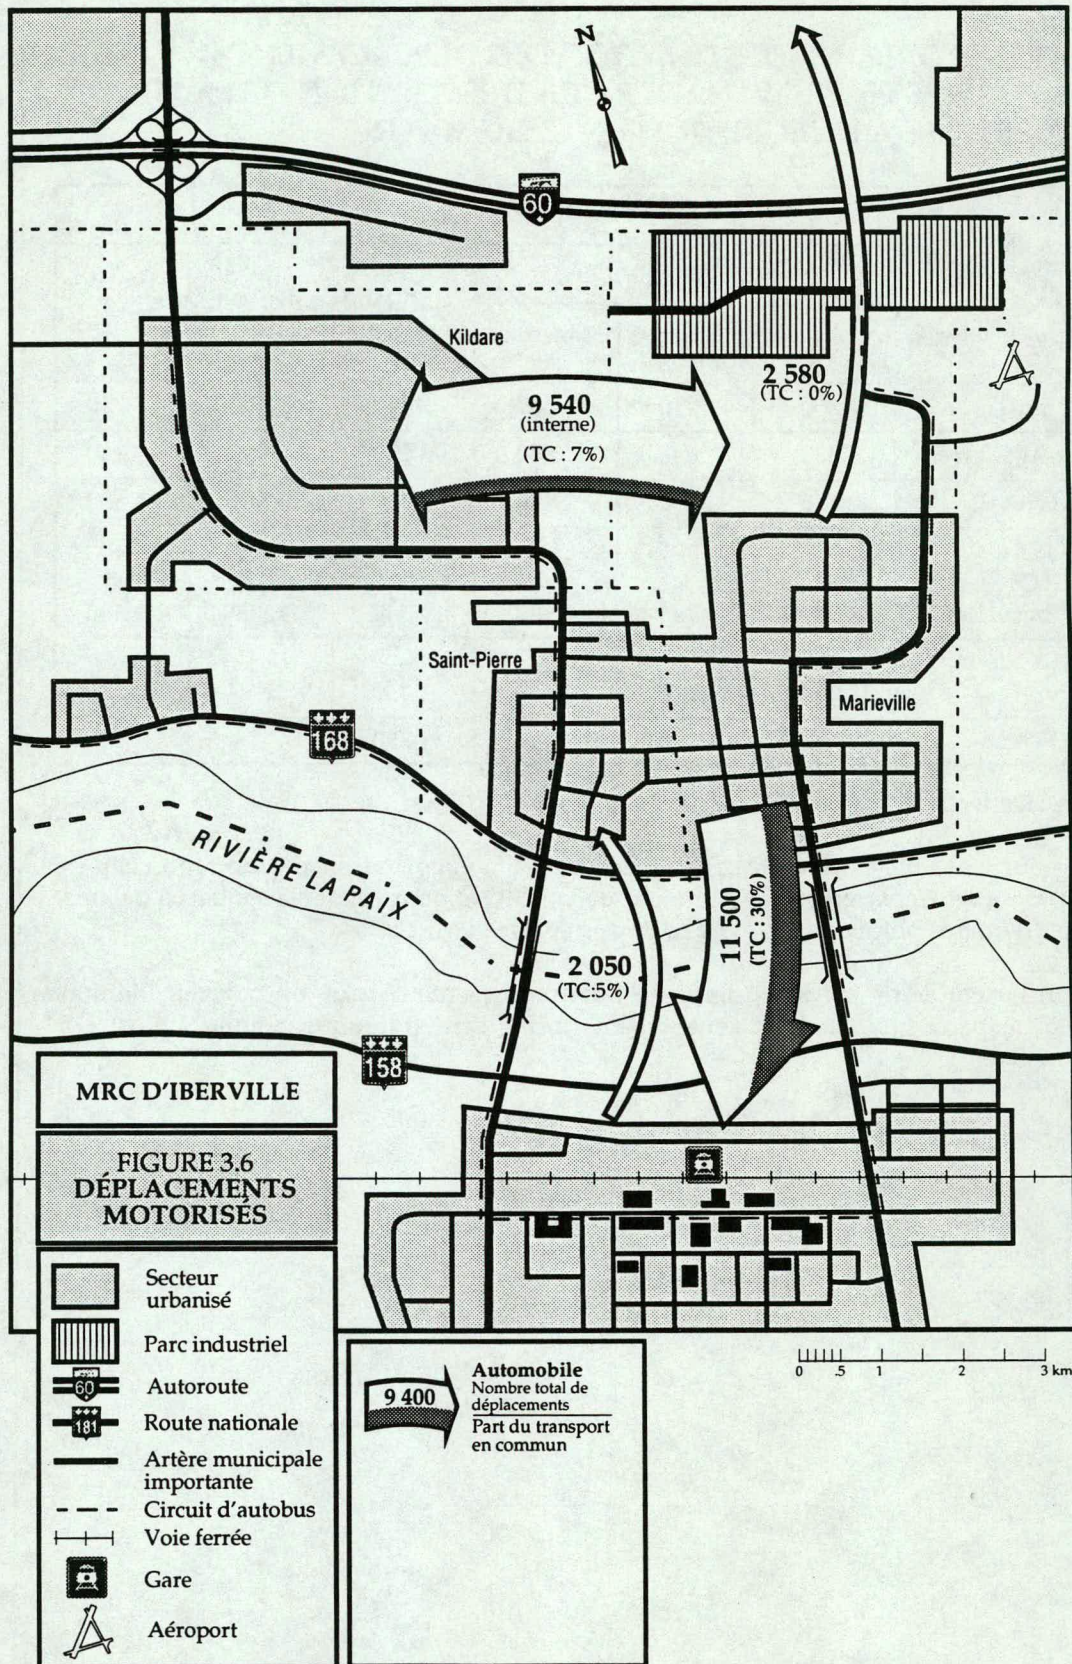 N
60
Kildare
2 580
(TC : 0%)
9 540
(interne)
(TC : 7%)
Saint-Pierre
Marieville
168
RIVIÈRE LA PAIX
11 500
(TC : 30%)
2 050
(TC:5%)
158
MRC D'IBERVILLE
FIGURE 3.6
DÉPLACEMENTS
MOTORISÉS
Secteur
urbanisé
Parc industriel
60
Autoroute
181
Route nationale
Artère municipale
importante
Circuit d'autobus
Voie ferrée
Gare
Aéroport
9 400
Automobile
Nombre total de
déplacements
Part du transport
en commun
0 .5 1 2 3 km